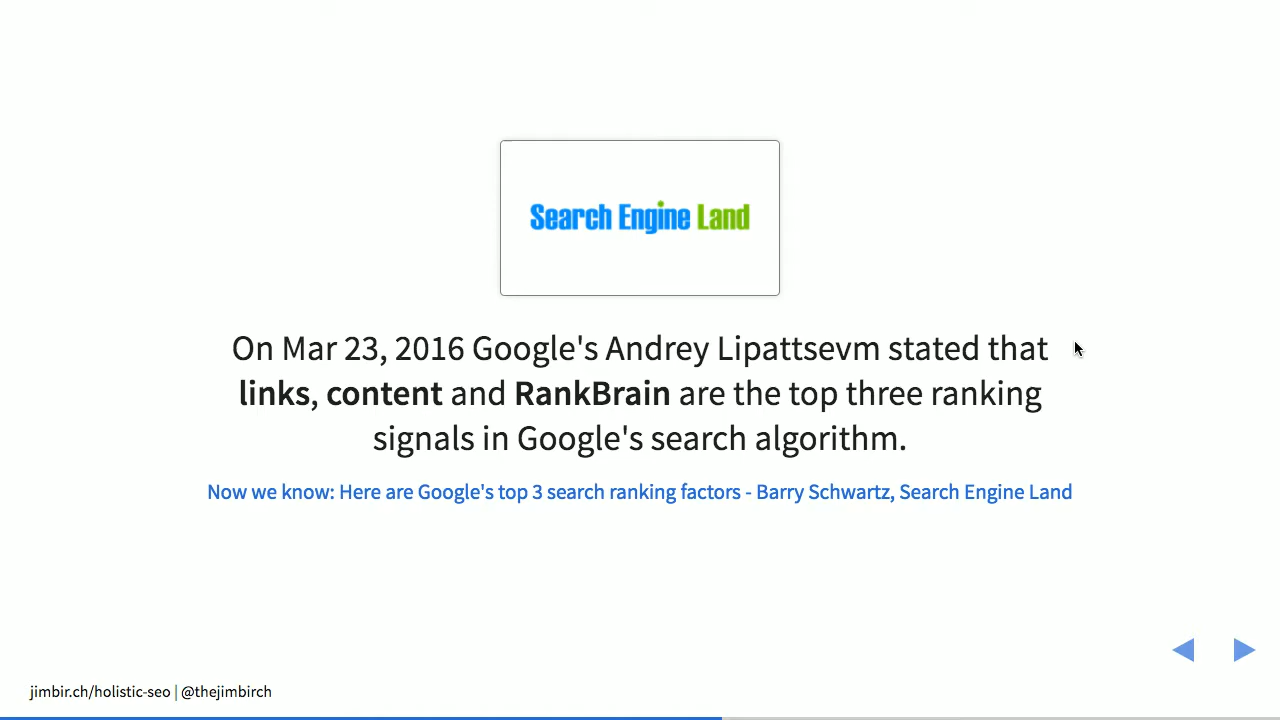 Search Engine Land
On Mar 23, 2016 Google's Andrey Lipattsevm stated that
links, content and RankBrain are the top three ranking
signals in Google's search algorithm.
Now we know: Here are Google's top 3 search ranking factors - Barry Schwartz, Search Engine Land
jimbir.ch/holistic-seo | @thejimbirch